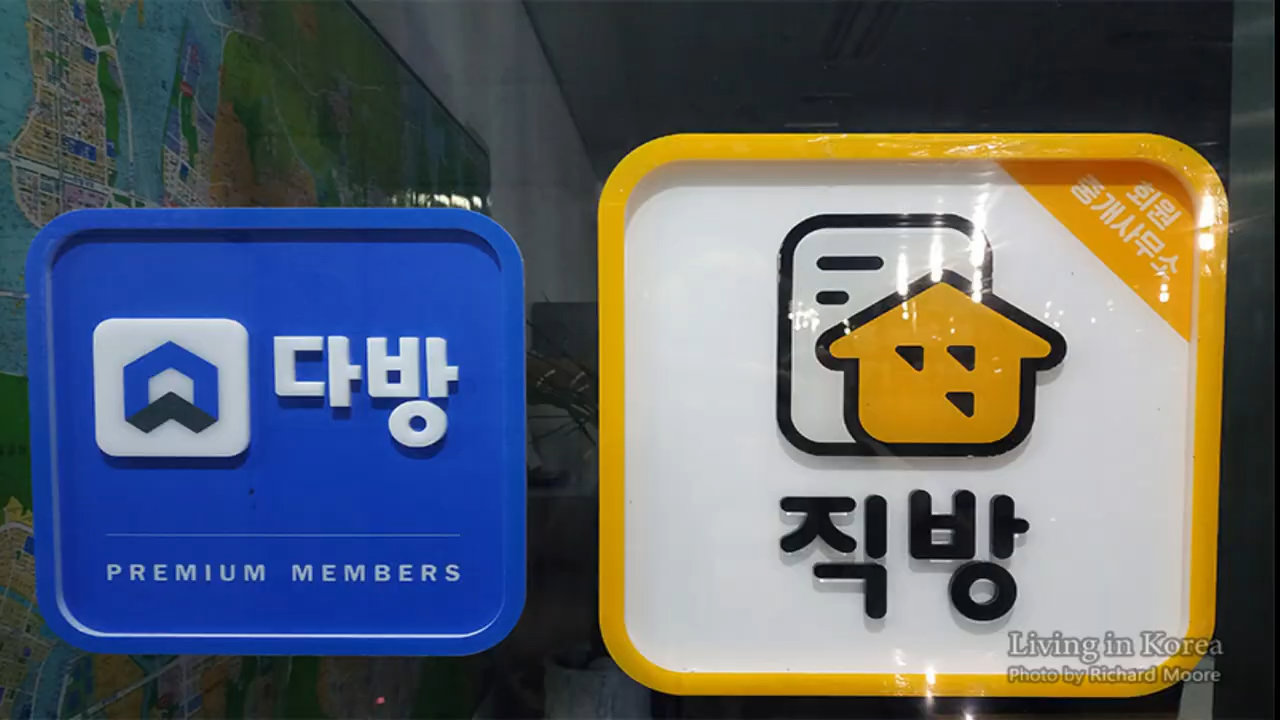 다방
PREMIUM MEMBERS
회원
중개사무소
직방
Living in Korea
Photo by Richard Moore